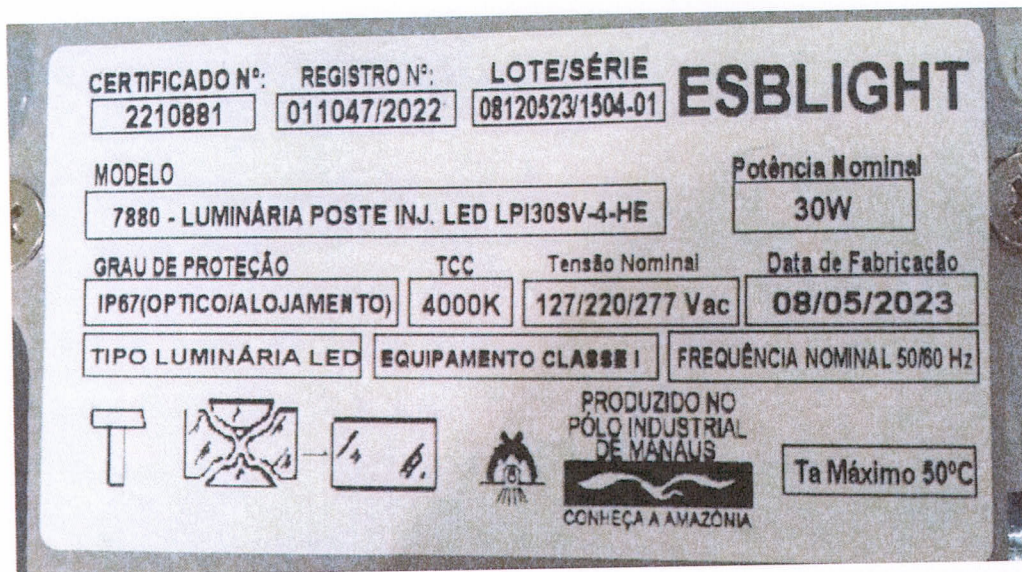 CERTIFICADO Nº: REGISTRO Nº: LOTE/SÉRIE ESBLIGHT
2210881 011047/2022 08120523/1504-01
MODELO Potência Nominal
7880 - LUMINÁRIA POSTE INJ. LED LPI30SV-4-HE 30W
GRAU DE PROTEÇÃO TCC Tensão Nominal Data de Fabricação
IP67(OPTICO/ALOJAMENTO) 4000K 127/220/277 Vac 08/05/2023
TIPO LUMINÁRIA LED EQUIPAMENTO CLASSE I FREQUÊNCIA NOMINAL 50/60 Hz
PRODUZIDO NO
PÓLO INDUSTRIAL
DE MANAUS
CONHEÇA A AMAZÔNIA
Ta Máximo 50ºC